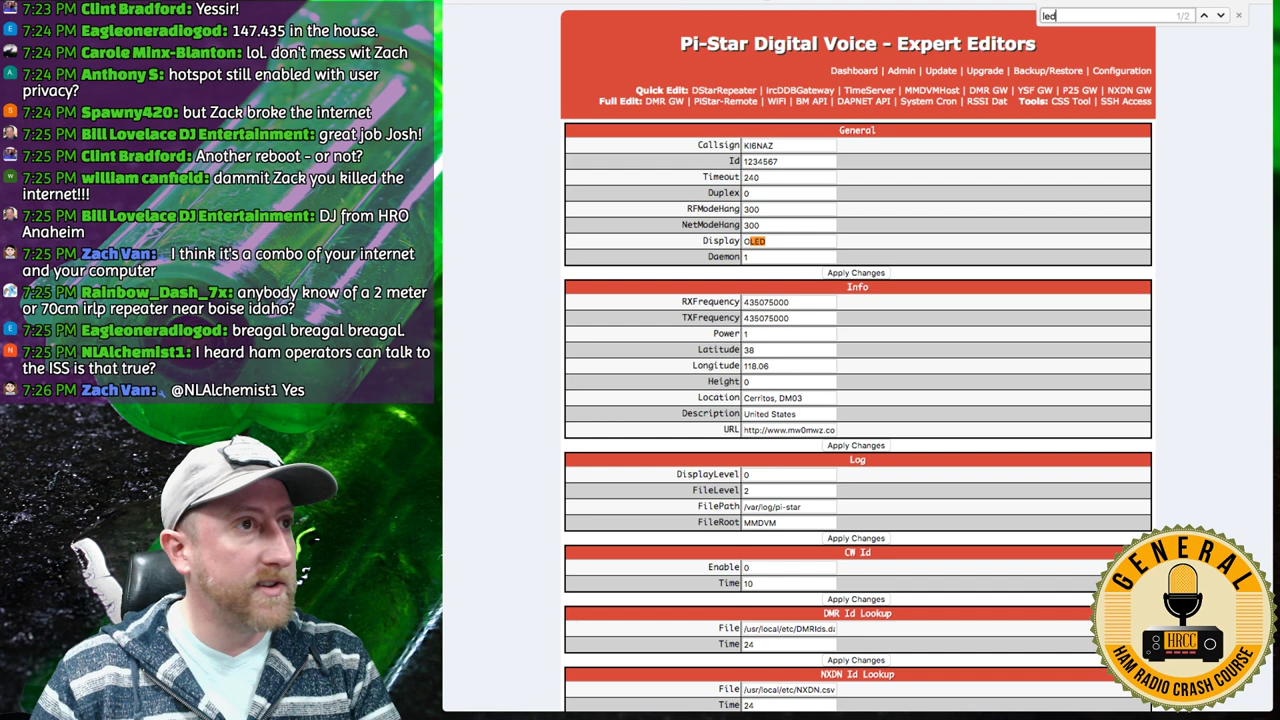 7:23 PM Clint Bradford: Yessir!
E 7:24 PM Eagleoneradiogod: 147.435 in the house.
7:24 PM Carole Minx-Blanton: lol. don't mess wit Zach
A 7:24 PM Anthony S: hotspot still enabled with user
privacy?
S 7:24 PM Spawny420: but Zack broke the internet
7:25 PM Bill Lovelace DJ Entertainment: great job Josh!
7:25 PM Clint Bradford: Another reboot - or not?
W 7:25 PM william canfield: dammit Zack you killed the
internet!!!
7:25 PM Bill Lovelace DJ Entertainment: DJ from HRO
Anaheim
7:25 PM Zach Van: I think it's a combo of your internet
and your computer
7:25 PM Rainbow_Dash_7x: anybody know of a 2 meter
or 70cm irlp repeater near boise idaho?
E 7:25 PM Eagleoneradiogod: breagal breagal breagal.
N 7:25 PM NLAlchemist1: I heard ham operators can talk to
the ISS is that true?
7:26 PM Zach Van: @NLAlchemist1 Yes
led 1/2
Pi-Star Digital Voice - Expert Editors
Dashboard | Admin | Update | Upgrade | Backup/Restore | Configuration
Quick Edit: DStarRepeater | ircDDBGateway | TimeServer | MMDVMHost | DMR GW | YSF GW | P25 GW | NXDN GW
Full Edit: DMR GW | PiStar-Remote | WiFi | BM API | DAPNET API | System Cron | RSSI Dat Tools: CSS Tool | SSH Access
General
Callsign KI6NAZ
Id 1234567
Timeout 240
Duplex 0
RFModeHang 300
NetModeHang 300
Display OLED
Daemon 1
Apply Changes
Info
RXFrequency 435075000
TXFrequency 435075000
Power 1
Latitude 38
Longitude 118.06
Height 0
Location Cerritos, DM03
Description United States
URL http://www.mw0mwz.co
Apply Changes
Log
DisplayLevel 0
FileLevel 2
FilePath /var/log/pi-star
FileRoot MMDVM
Apply Changes
CW Id
Enable 0
Time 10
Apply Changes
DMR Id Lookup
File /usr/local/etc/DMRIds.da
Time 24
Apply Changes
NXDN Id Lookup
File /usr/local/etc/NXDN.csv
Time 24
GENERAL
HRCC
HAM RADIO CRASH COURSE